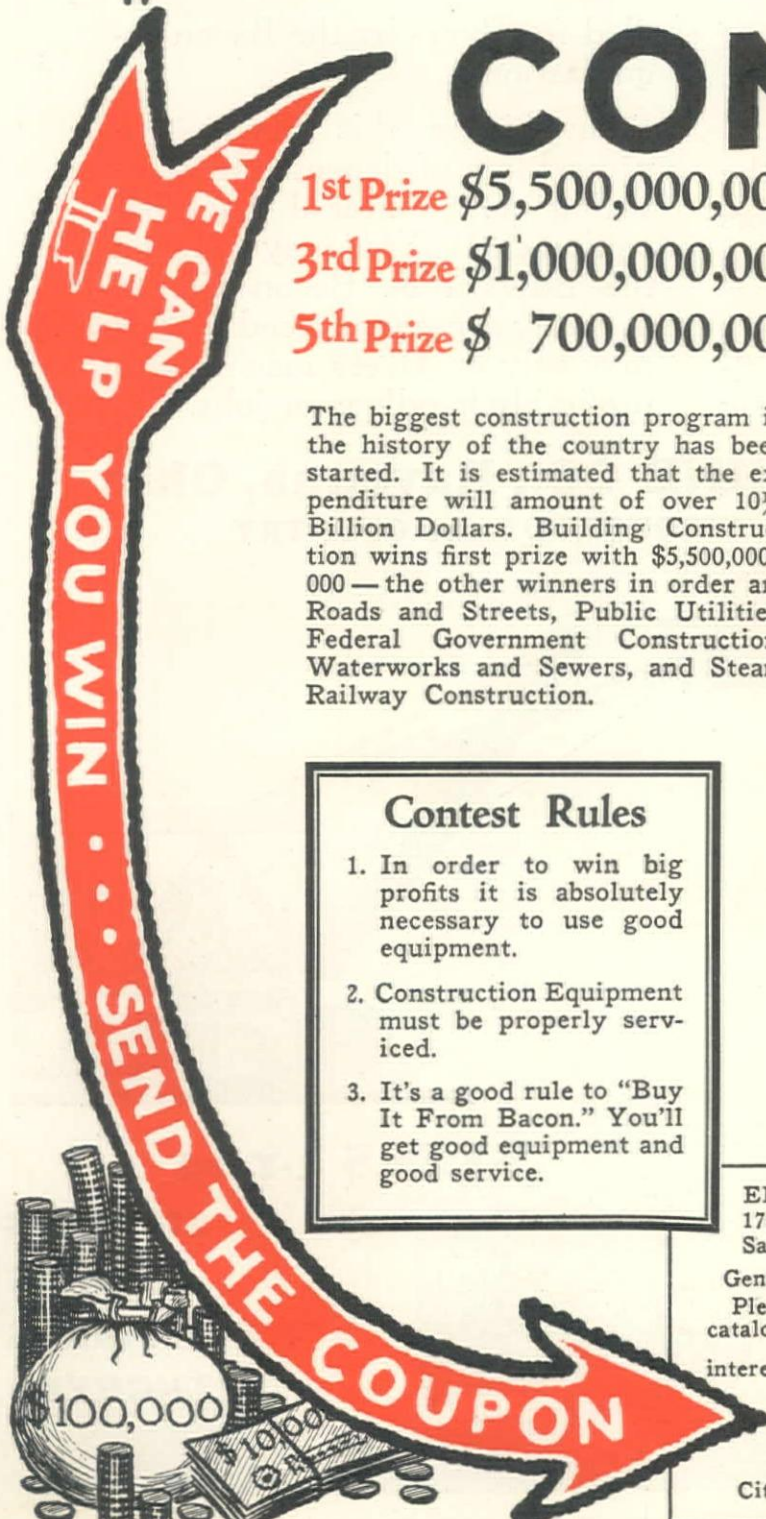 CON
1st Prize $5,500,000,00
3rd Prize $1,000,000,00
5th Prize $ 700,000,00
WE CAN
HELP
YOU WIN . . . SEND THE COUPON
The biggest construction program i
the history of the country has bee
started. It is estimated that the ex
penditure will amount of over 10½
Billion Dollars. Building Construc
tion wins first prize with $5,500,000
000 — the other winners in order ar
Roads and Streets, Public Utilitie
Federal Government Construction
Waterworks and Sewers, and Stea
Railway Construction.
Contest Rules
1. In order to win big
profits it is absolutely
necessary to use good
equipment.
2. Construction Equipment
must be properly serv-
iced.
3. It's a good rule to "Buy
It From Bacon." You'll
get good equipment and
good service.
17
Sa
Gen
Ple
catalo
intere
Cit
$100,000
$10,00